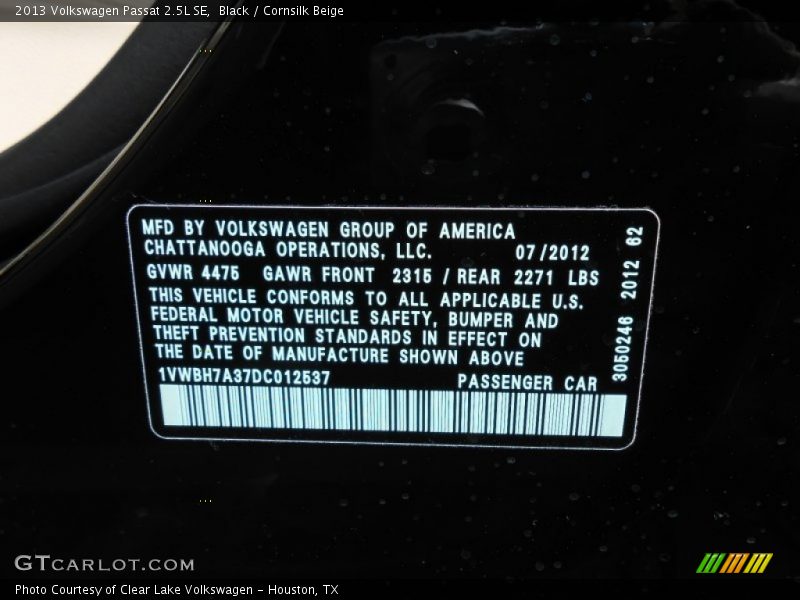 2013 Volkswagen Passat 2.5L SE, Black / Cornsilk Beige
MFD BY VOLKSWAGEN GROUP OF AMERICA
CHATTANOOGA OPERATIONS, LLC. 07/2012
GVWR 4475 GAWR FRONT 2315 / REAR 2271 LBS
THIS VEHICLE CONFORMS TO ALL APPLICABLE U.S.
FEDERAL MOTOR VEHICLE SAFETY, BUMPER AND
THEFT PREVENTION STANDARDS IN EFFECT ON
THE DATE OF MANUFACTURE SHOWN ABOVE
1VWBH7A37DC012537 PASSENGER CAR
3050246 2012 62
GTCARLOT.COM
Photo Courtesy of Clear Lake Volkswagen - Houston, TX